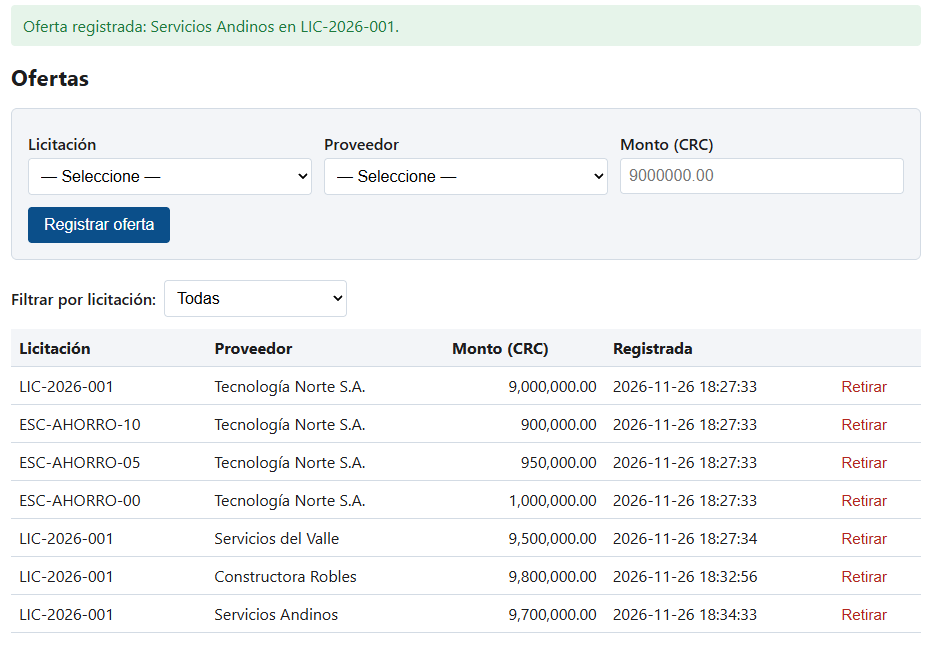 Oferta registrada: Servicios Andinos en LIC-2026-001.
Ofertas
Licitación Proveedor Monto (CRC)
— Seleccione — — Seleccione — 9000000.00
Registrar oferta
Filtrar por licitación: Todas
Licitación Proveedor Monto (CRC) Registrada
LIC-2026-001 Tecnología Norte S.A. 9,000,000.00 2026-11-26 18:27:33 Retirar
ESC-AHORRO-10 Tecnología Norte S.A. 900,000.00 2026-11-26 18:27:33 Retirar
ESC-AHORRO-05 Tecnología Norte S.A. 950,000.00 2026-11-26 18:27:33 Retirar
ESC-AHORRO-00 Tecnología Norte S.A. 1,000,000.00 2026-11-26 18:27:33 Retirar
LIC-2026-001 Servicios del Valle 9,500,000.00 2026-11-26 18:27:34 Retirar
LIC-2026-001 Constructora Robles 9,800,000.00 2026-11-26 18:32:56 Retirar
LIC-2026-001 Servicios Andinos 9,700,000.00 2026-11-26 18:34:33 Retirar